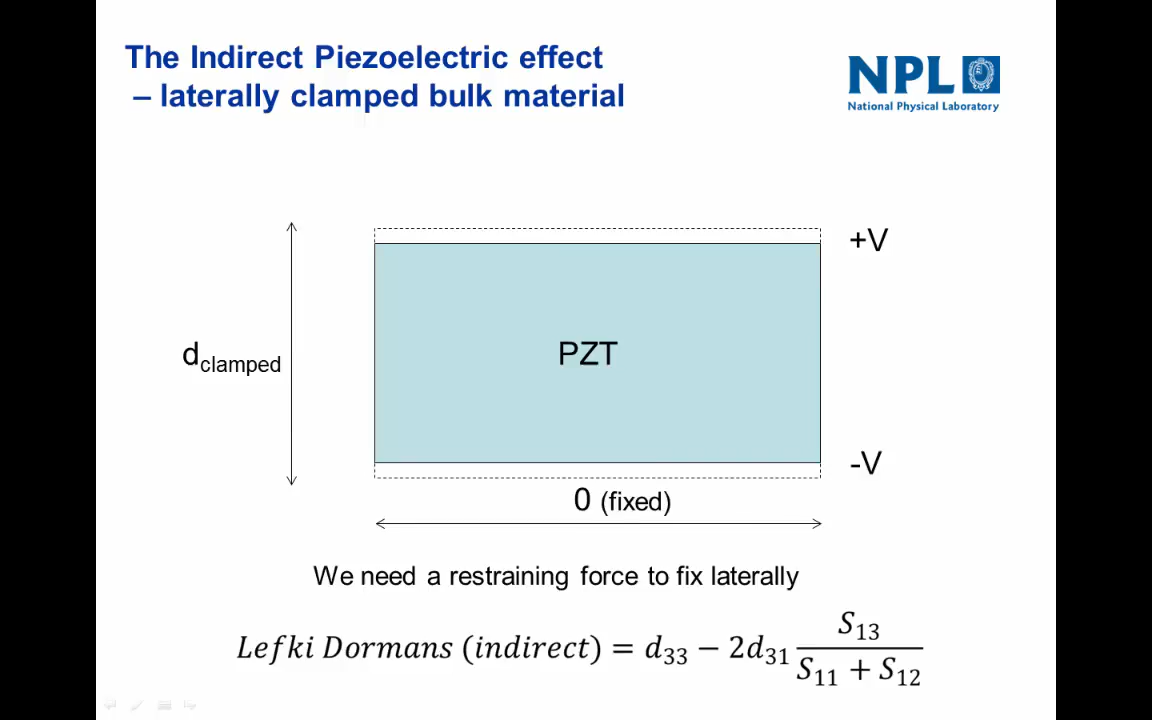 The Indirect Piezoelectric effect
– laterally clamped bulk material
NPL
National Physical Laboratory
+V
dclamped
PZT
-V
0 (fixed)
We need a restraining force to fix laterally
Lefki Dormans (indirect) = d33 − 2d31 S13 / S11 + S12